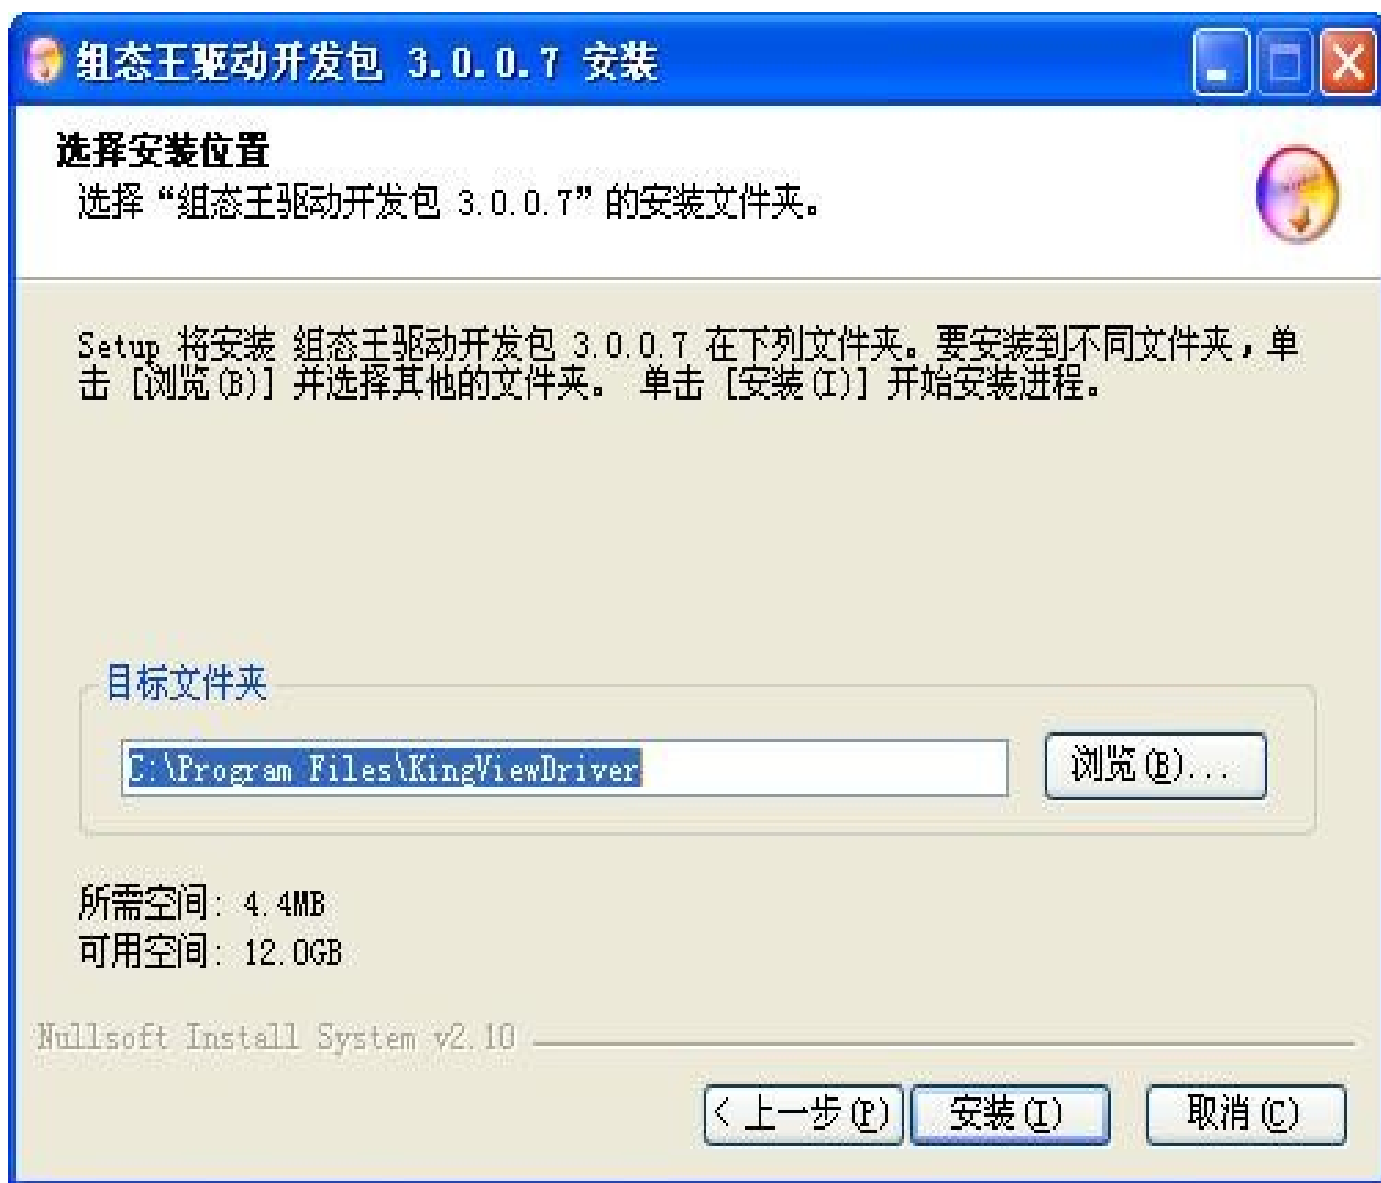 组态王驱动开发包 3.0.0.7 安装
选择安装位置
选择“组态王驱动开发包 3.0.0.7”的安装文件夹。
Setup 将安装 组态王驱动开发包 3.0.0.7 在下列文件夹。要安装到不同文件夹，单
击 [浏览(B)] 并选择其他的文件夹。 单击 [安装(I)] 开始安装进程。
目标文件夹
C:\Program Files\KingViewDriver
浏览(B)...
所需空间: 4.4MB
可用空间: 12.0GB
Nullsoft Install System v2.10
< 上一步(P)
安装(I)
取消(C)